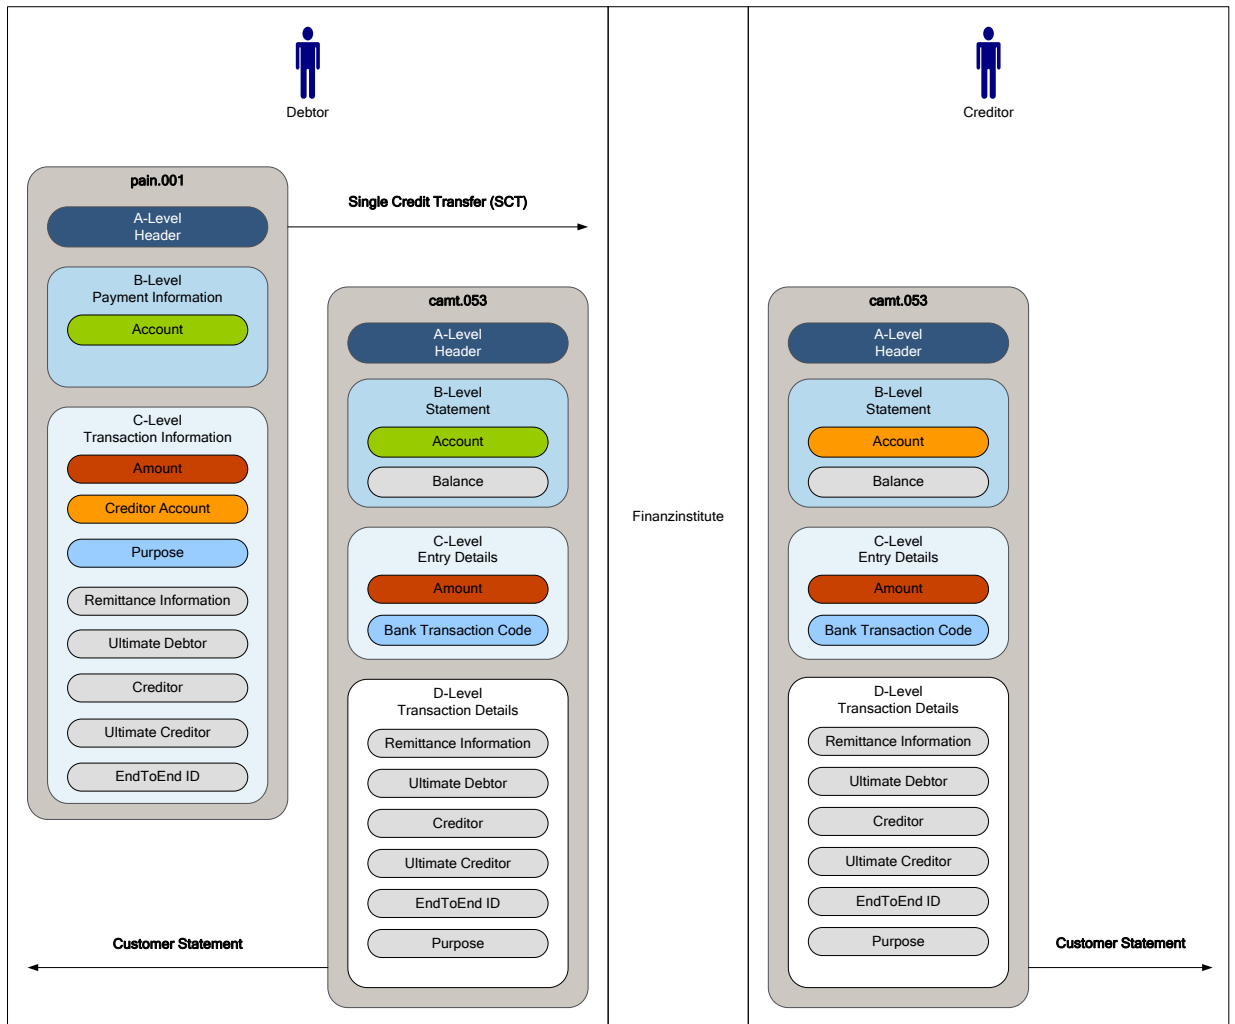 Debtor
Creditor
pain.001
A-Level
Header
B-Level
Payment Information
Account
C-Level
Transaction Information
Amount
Creditor Account
Purpose
Remittance Information
Ultimate Debtor
Creditor
Ultimate Creditor
EndToEnd ID
Single Credit Transfer (SCT)
camt.053
A-Level
Header
B-Level
Statement
Account
Balance
C-Level
Entry Details
Amount
Bank Transaction Code
D-Level
Transaction Details
Remittance Information
Ultimate Debtor
Creditor
Ultimate Creditor
EndToEnd ID
Purpose
Customer Statement
Finanzinstitute
camt.053
A-Level
Header
B-Level
Statement
Account
Balance
C-Level
Entry Details
Amount
Bank Transaction Code
D-Level
Transaction Details
Remittance Information
Ultimate Debtor
Creditor
Ultimate Creditor
EndToEnd ID
Purpose
Customer Statement